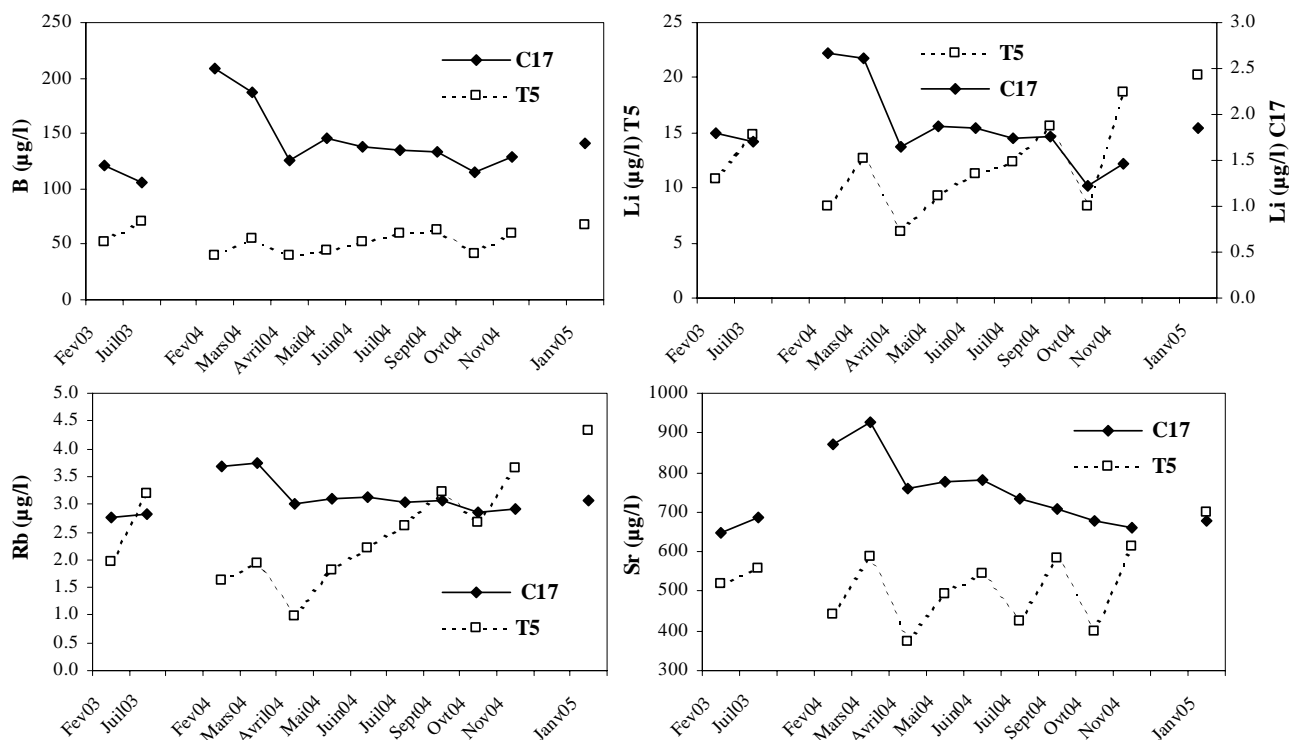 B (µg/l)
250
200
150
100
50
0
C17
T5
Fev03
Juil03
Fev04
Mars04
Avril04
Mai04
Juin04
Juil04
Sept04
Ovt04
Nov04
Janv05
Li (µg/l) T5
25
20
15
10
5
0
T5
C17
3.0
2.5
2.0
1.5
1.0
0.5
0.0
Li (µg/l) C17
Fev03
Juil03
Fev04
Mars04
Avril04
Mai04
Juin04
Juil04
Sept04
Ovt04
Nov04
Janv05
Rb (µg/l)
5.0
4.5
4.0
3.5
3.0
2.5
2.0
1.5
1.0
0.5
0.0
C17
T5
Fev03
Juil03
Fev04
Mars04
Avril04
Mai04
Juin04
Juil04
Sept04
Ovt04
Nov04
Janv05
Sr (µg/l)
1000
900
800
700
600
500
400
300
C17
T5
Fev03
Juil03
Fev04
Mars04
Avril04
Mai04
Juin04
Juil04
Sept04
Ovt04
Nov04
Janv05